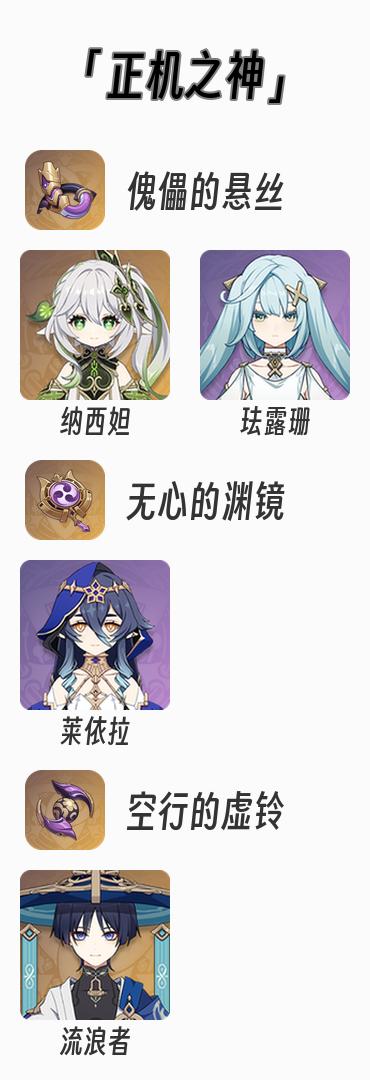 「正机之神」
傀儡的悬丝
纳西妲
珐露珊
无心的渊镜
莱依拉
空行的虚铃
流浪者